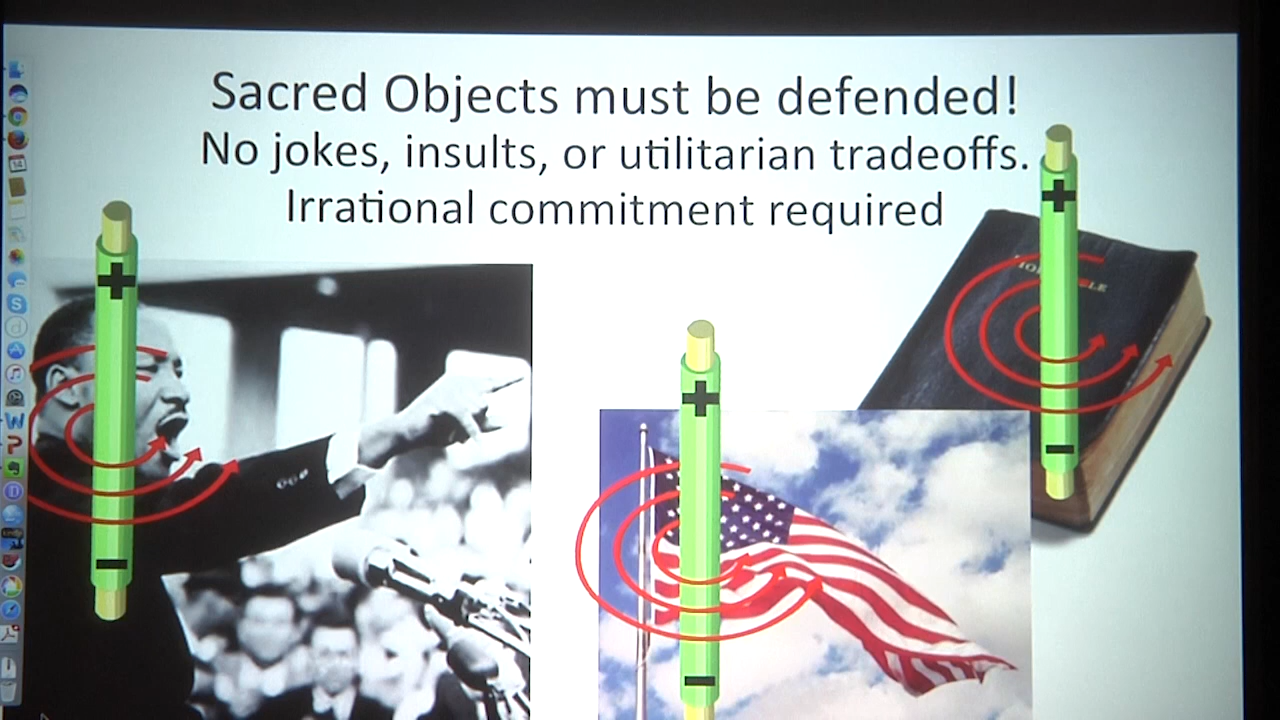 Sacred Objects must be defended!
No jokes, insults, or utilitarian tradeoffs.
Irrational commitment required